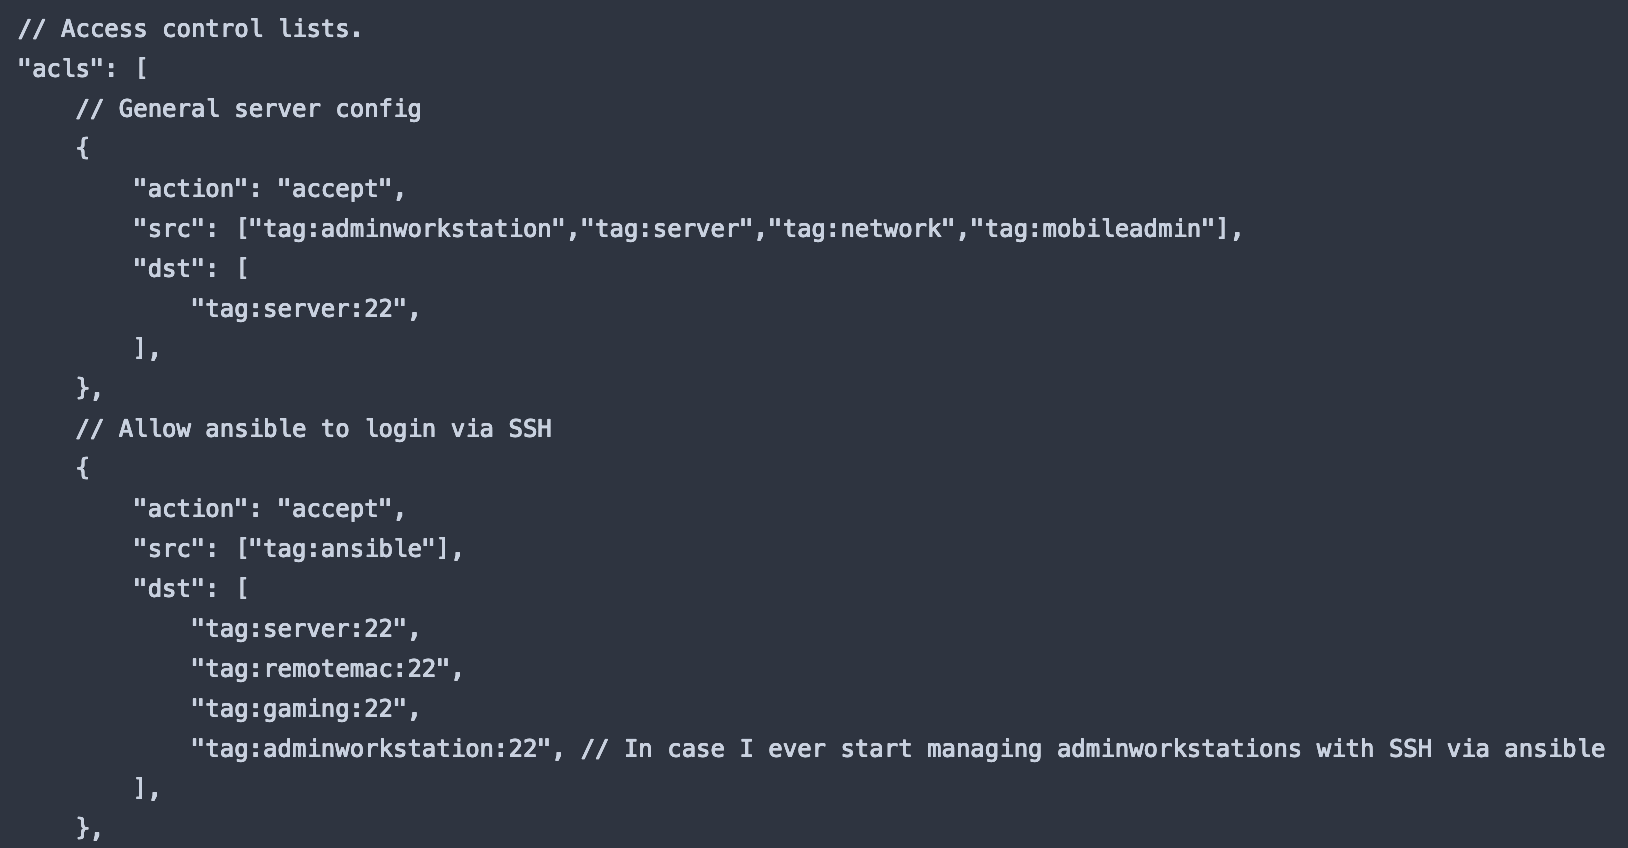 // Access control lists.
"acls": [
    // General server config
    {
        "action": "accept",
        "src": ["tag:adminworkstation","tag:server","tag:network","tag:mobileadmin"],
        "dst": [
            "tag:server:22",
        ],
    },
    // Allow ansible to login via SSH
    {
        "action": "accept",
        "src": ["tag:ansible"],
        "dst": [
            "tag:server:22",
            "tag:remotemac:22",
            "tag:gaming:22",
            "tag:adminworkstation:22", // In case I ever start managing adminworkstations with SSH via ansible
        ],
    },